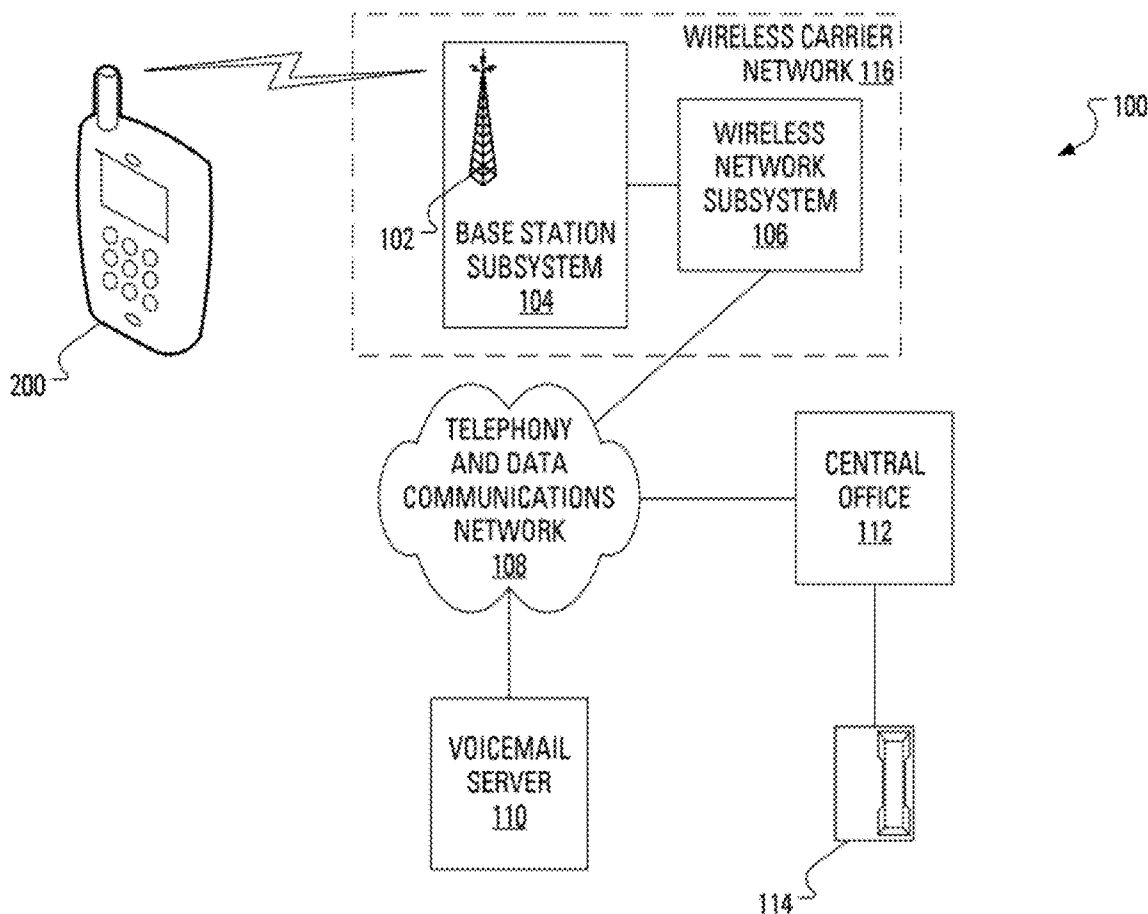 WIRELESS CARRIER
NETWORK 116
100
WIRELESS
NETWORK
SUBSYSTEM
106
102
BASE STATION
SUBSYSTEM
104
200
TELEPHONY
AND DATA
COMMUNICATIONS
NETWORK
108
CENTRAL
OFFICE
112
VOICEMAIL
SERVER
110
114